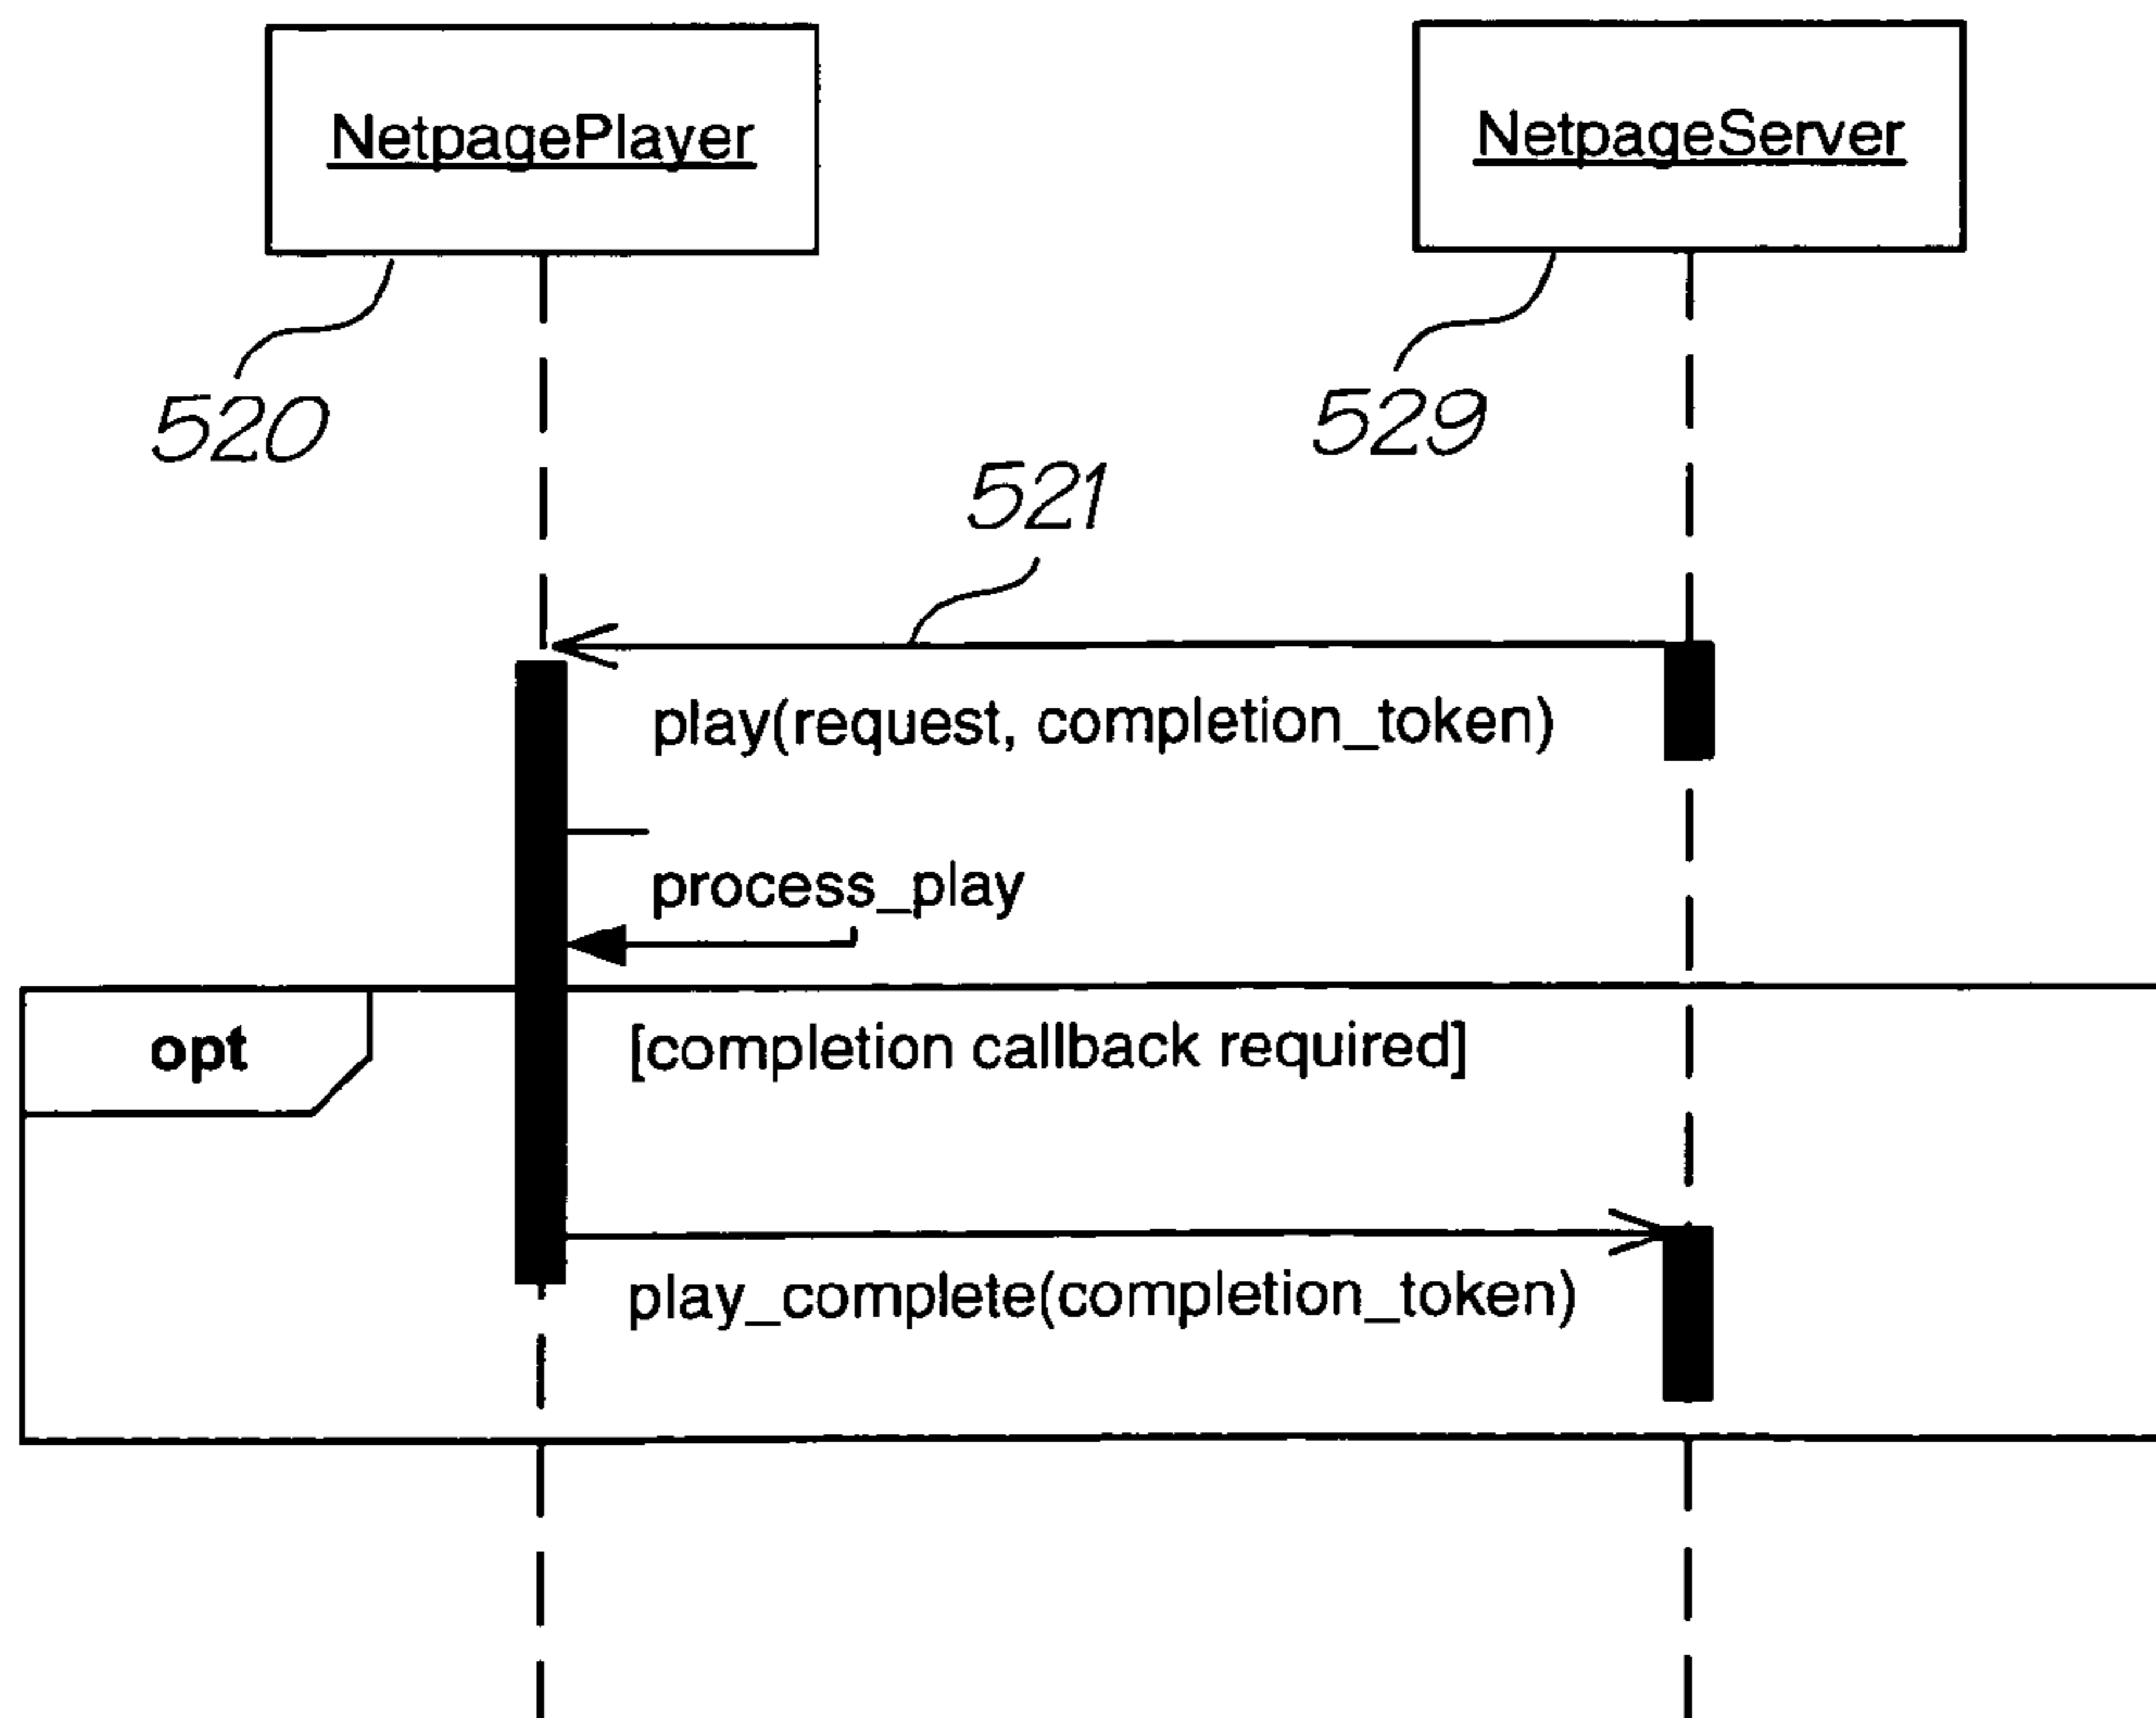 NetpagePlayer
NetpageServer
520
529
521
play(request, completion_token)
process_play
opt
[completion callback required]
play_complete(completion_token)